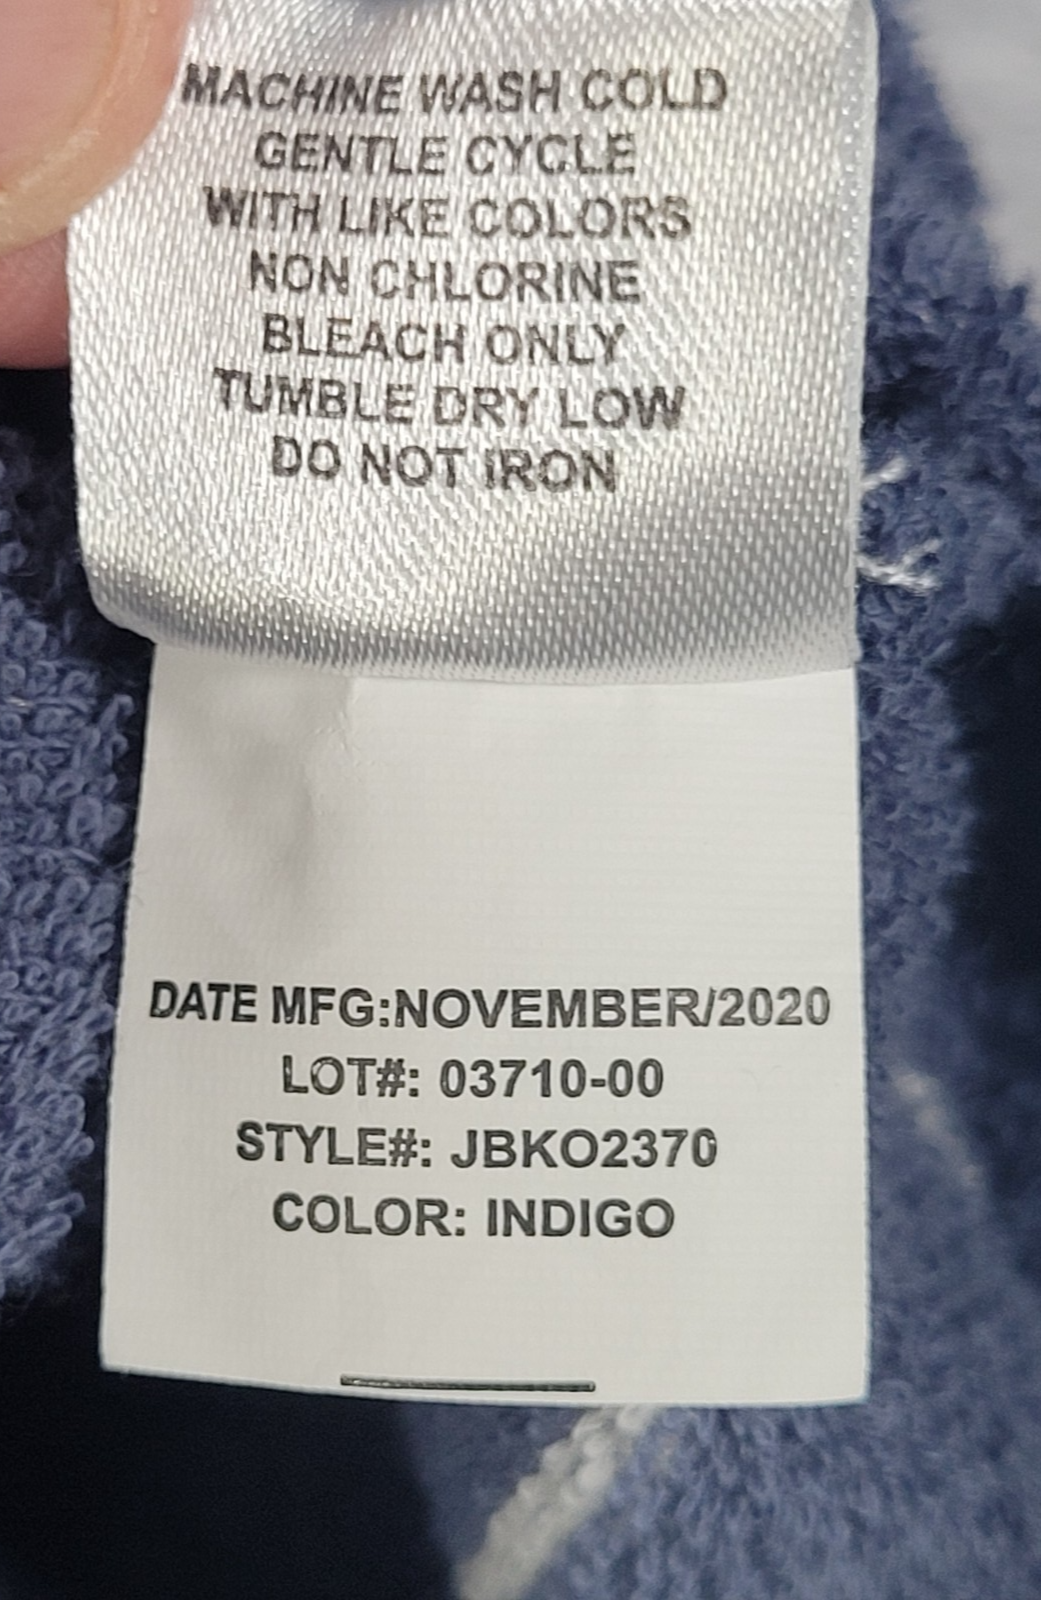 MACHINE WASH COLD
GENTLE CYCLE
WITH LIKE COLORS
NON CHLORINE
BLEACH ONLY
TUMBLE DRY LOW
DO NOT IRON
DATE MFG:NOVEMBER/2020
LOT#: 03710-00
STYLE#: JBKO2370
COLOR: INDIGO